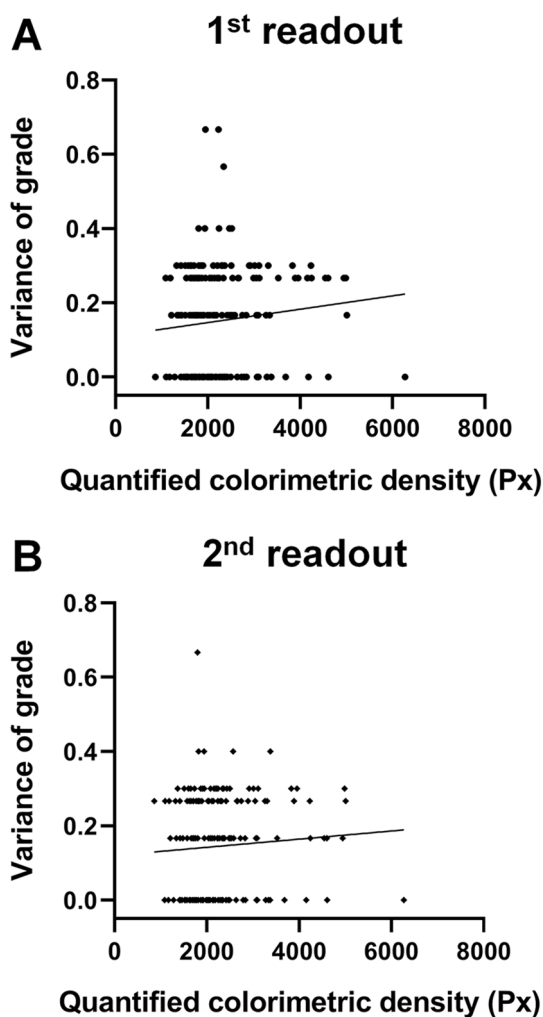 A
1st readout
Variance of grade
0.8
0.6
0.4
0.2
0.0
0 2000 4000 6000 8000
Quantified colorimetric density (Px)
B
2nd readout
Variance of grade
0.8
0.6
0.4
0.2
0.0
0 2000 4000 6000 8000
Quantified colorimetric density (Px)